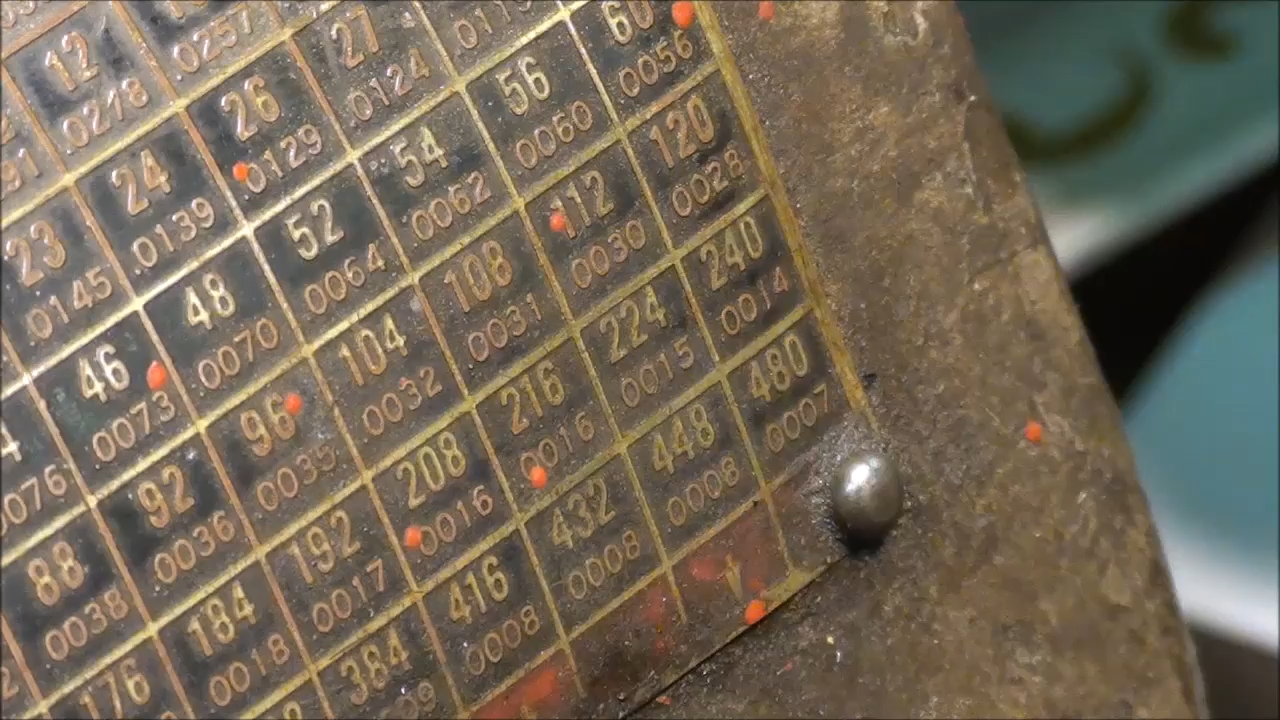 12
.0278 .0257
23 24 26 27
.0145 .0139 .0129 .0124
46 48 52 54 56 60
.0076 .0073 .0070 .0064 .0062 .0060 .0056
88 92 96 104 108 112 120
.0038 .0036 .0035 .0032 .0031 .0030 .0028
176 184 192 208 216 224 240
.0018 .0017 .0016 .0016 .0015 .0014
384 416 432 448 480
.0008 .0008 .0008 .0007